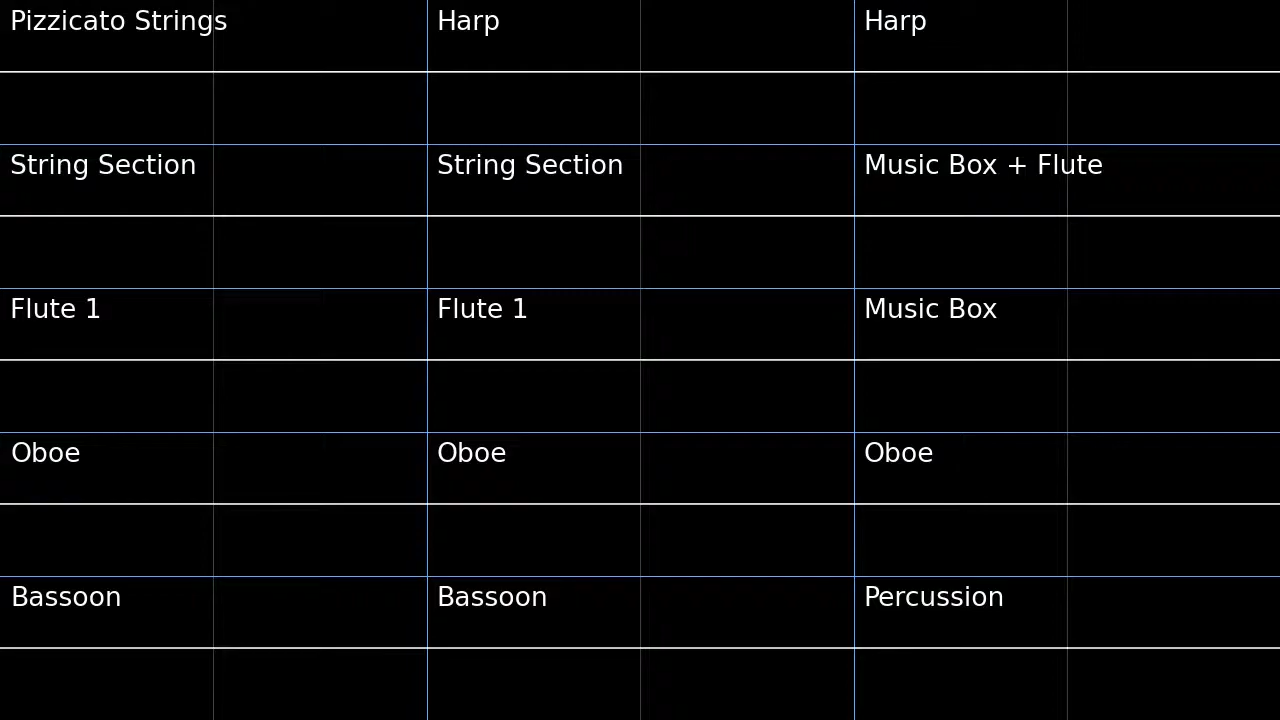 Pizzicato Strings
Harp
Harp
String Section
String Section
Music Box + Flute
Flute 1
Flute 1
Music Box
Oboe
Oboe
Oboe
Bassoon
Bassoon
Percussion